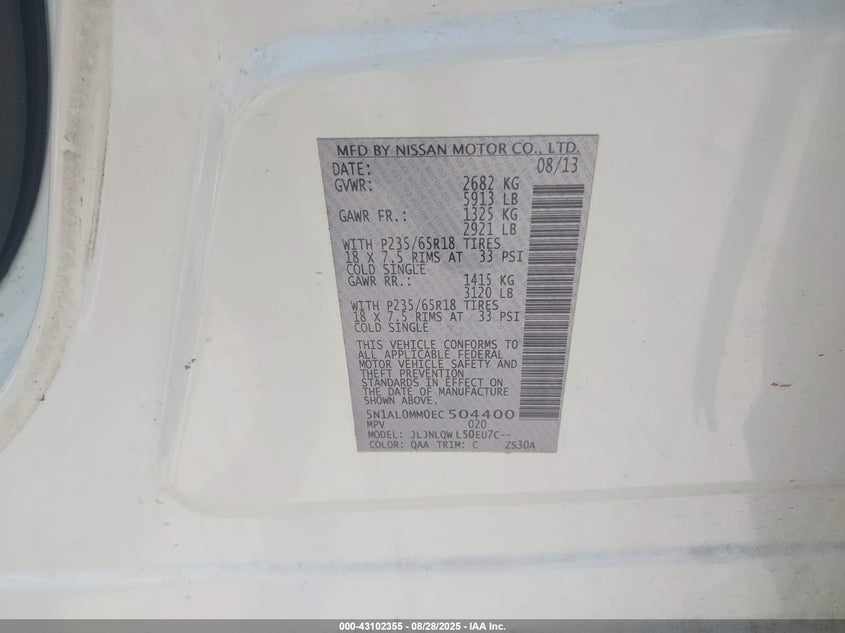 MFD BY NISSAN MOTOR CO., LTD.
DATE: 08/13
GVWR: 2682 KG
5913 LB
GAWR FR.: 1325 KG
2921 LB
WITH P235/65R18 TIRES
18 X 7.5 RIMS AT 33 PSI
COLD SINGLE
GAWR RR.: 1415 KG
3120 LB
WITH P235/65R18 TIRES
18 X 7.5 RIMS AT 33 PSI
COLD SINGLE
THIS VEHICLE CONFORMS TO
ALL APPLICABLE FEDERAL
MOTOR VEHICLE SAFETY AND
THEFT PREVENTION
STANDARDS IN EFFECT ON
THE DATE OF MANUFACTURE
SHOWN ABOVE.
5N1AL0MM0EC 504400
MPV 020
MODEL: JLJNLQW L50EU7C--
COLOR: QAA TRIM: C ZS30A
000-43102355 | 08/28/2025 - IAA Inc.